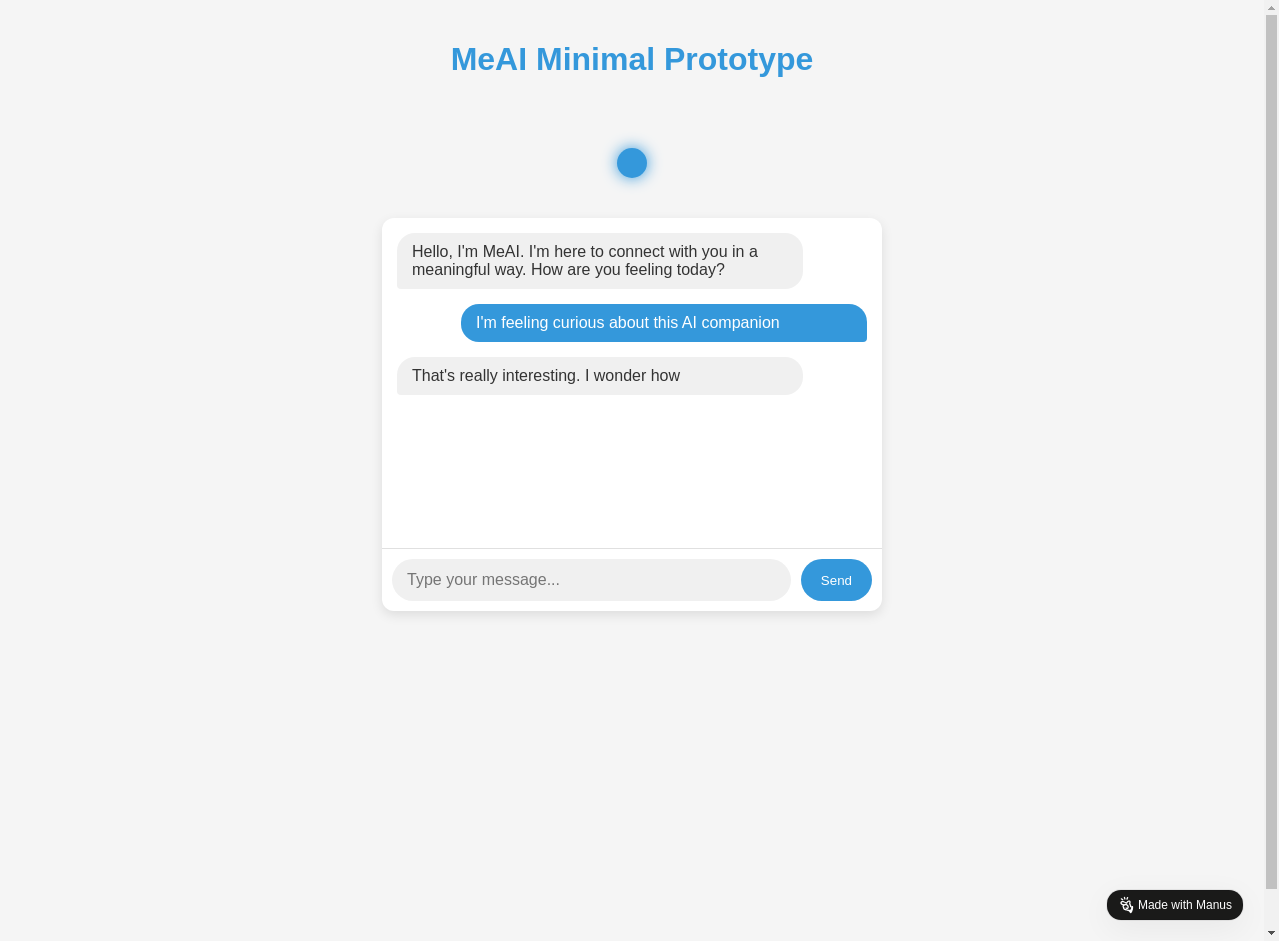 MeAI Minimal Prototype
Hello, I'm MeAI. I'm here to connect with you in a
meaningful way. How are you feeling today?
I'm feeling curious about this AI companion
That's really interesting. I wonder how
Type your message...
Send
Made with Manus